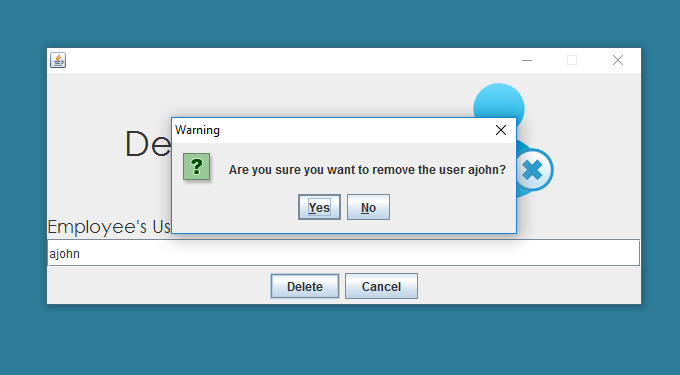 De
Warning
Are you sure you want to remove the user ajohn?
Yes No
Employee's Us
ajohn
Delete Cancel